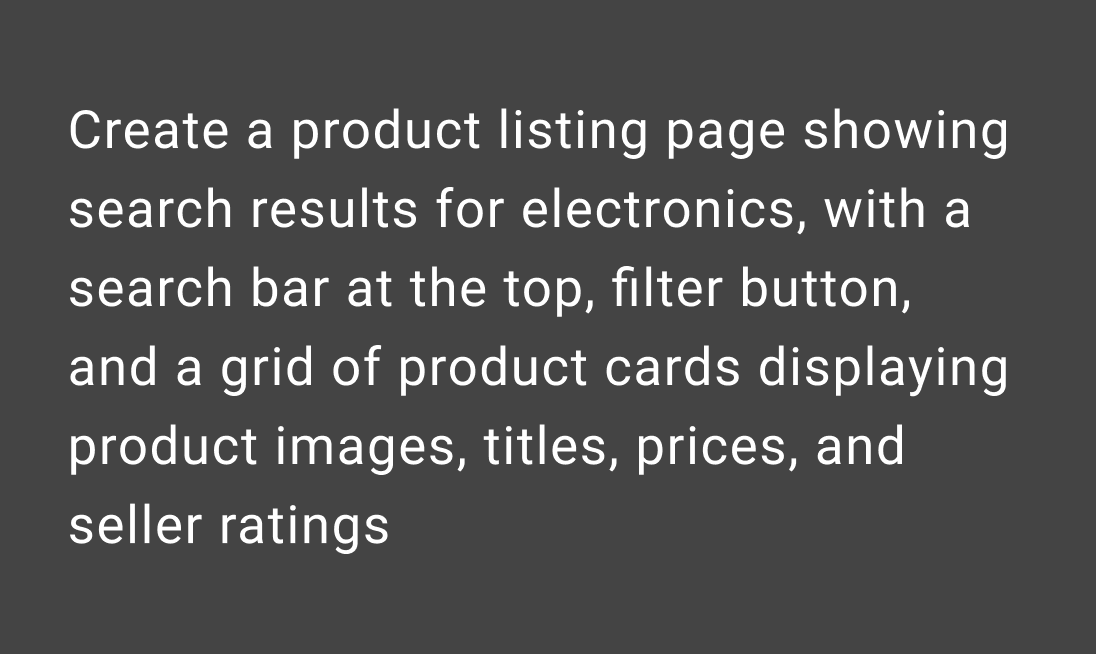 Create a product listing page showing
search results for electronics, with a
search bar at the top, filter button,
and a grid of product cards displaying
product images, titles, prices, and
seller ratings